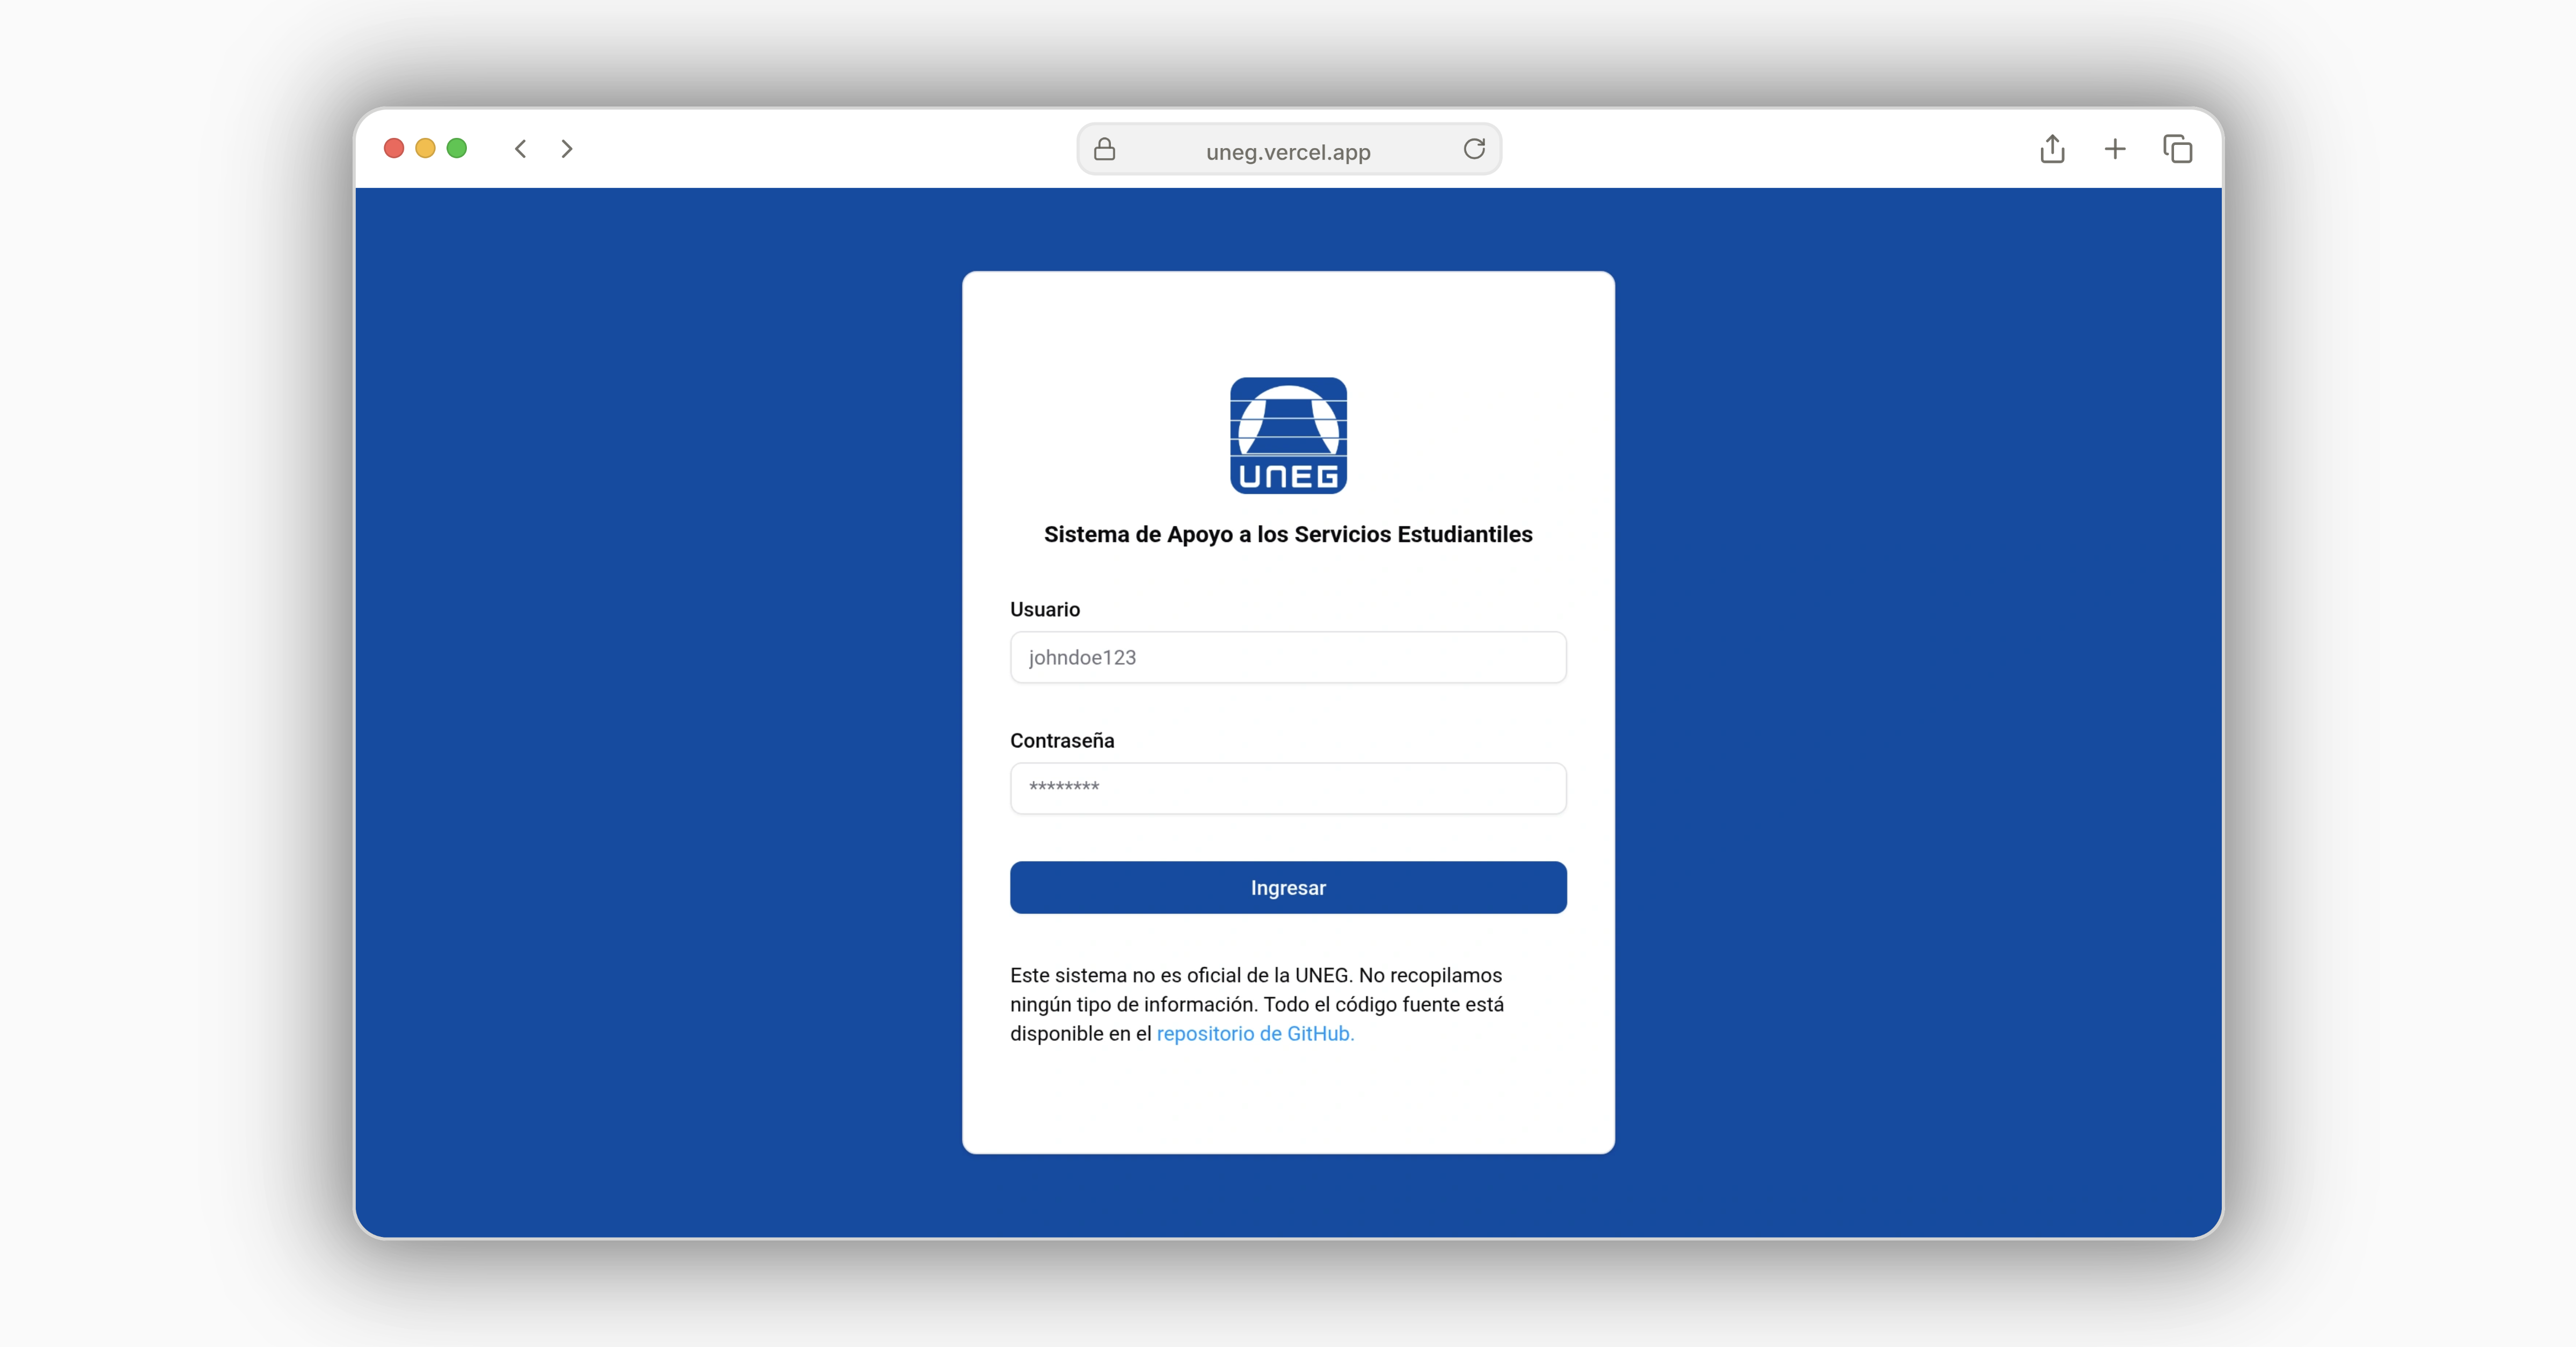 uneg.vercel.app
UNEG
Sistema de Apoyo a los Servicios Estudiantiles
Usuario
johndoe123
Contraseña
********
Ingresar
Este sistema no es oficial de la UNEG. No recopilamos
ningún tipo de información. Todo el código fuente está
disponible en el repositorio de GitHub.